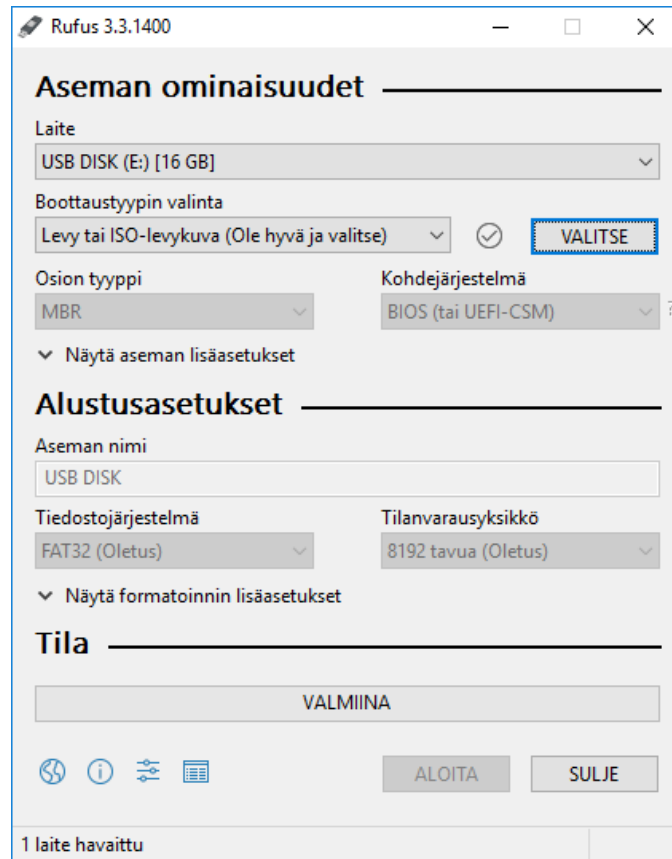 Rufus 3.3.1400
Aseman ominaisuudet
Laite
USB DISK (E:) [16 GB]
Boottaustyypin valinta
Levy tai ISO-levykuva (Ole hyvä ja valitse)
VALITSE
Osion tyyppi
Kohdejärjestelmä
MBR
BIOS (tai UEFI-CSM)
?
Näytä aseman lisäasetukset
Alustusasetukset
Aseman nimi
USB DISK
Tiedostojärjestelmä
Tilanvarausyksikkö
FAT32 (Oletus)
8192 tavua (Oletus)
Näytä formatoinnin lisäasetukset
Tila
VALMIINA
ALOITA
SULJE
1 laite havaittu